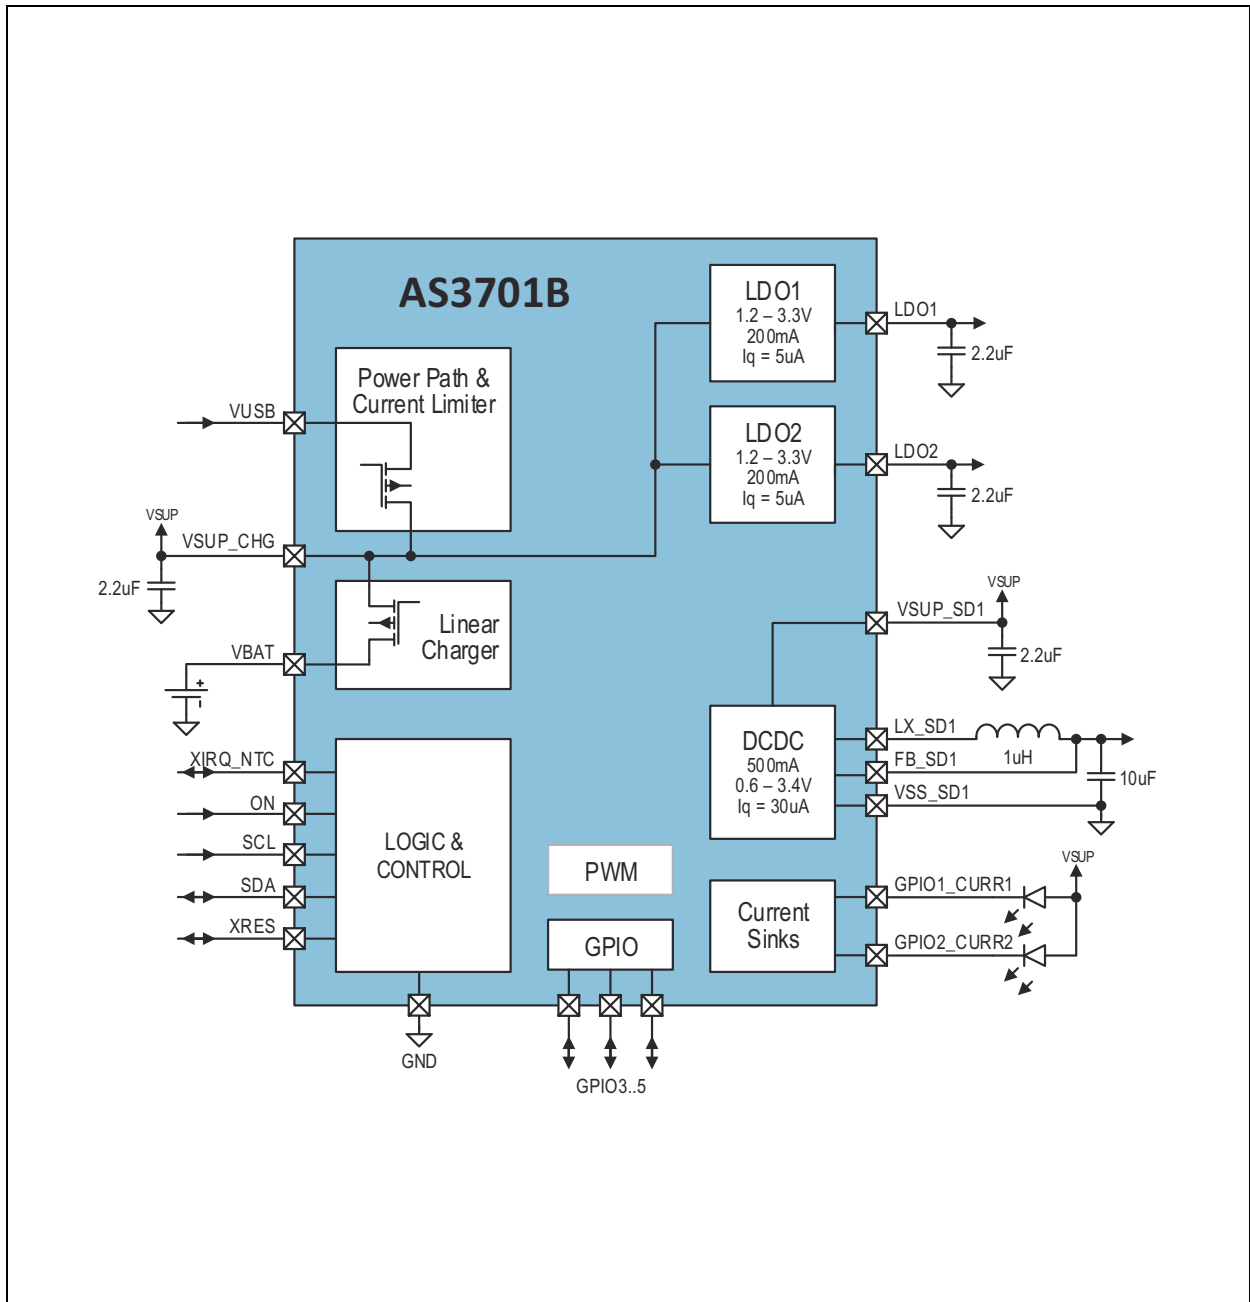 AS3701B
LDO1
1.2 – 3.3V
200mA
Iq = 5uA
LDO1
2.2uF
Power Path &
Current Limiter
VUSB
LDO2
1.2 – 3.3V
200mA
Iq = 5uA
LDO2
2.2uF
VSUP
VSUP_CHG
2.2uF
Linear
Charger
VBAT
+
VSUP
VSUP_SD1
2.2uF
DCDC
500mA
0.6 – 3.4V
Iq = 30uA
LX_SD1
1uH
FB_SD1
10uF
VSS_SD1
XIRQ_NTC
ON
SCL
SDA
XRES
LOGIC &
CONTROL
PWM
GPIO
Current
Sinks
VSUP
GPIO1_CURR1
GPIO2_CURR2
GND
GPIO3..5